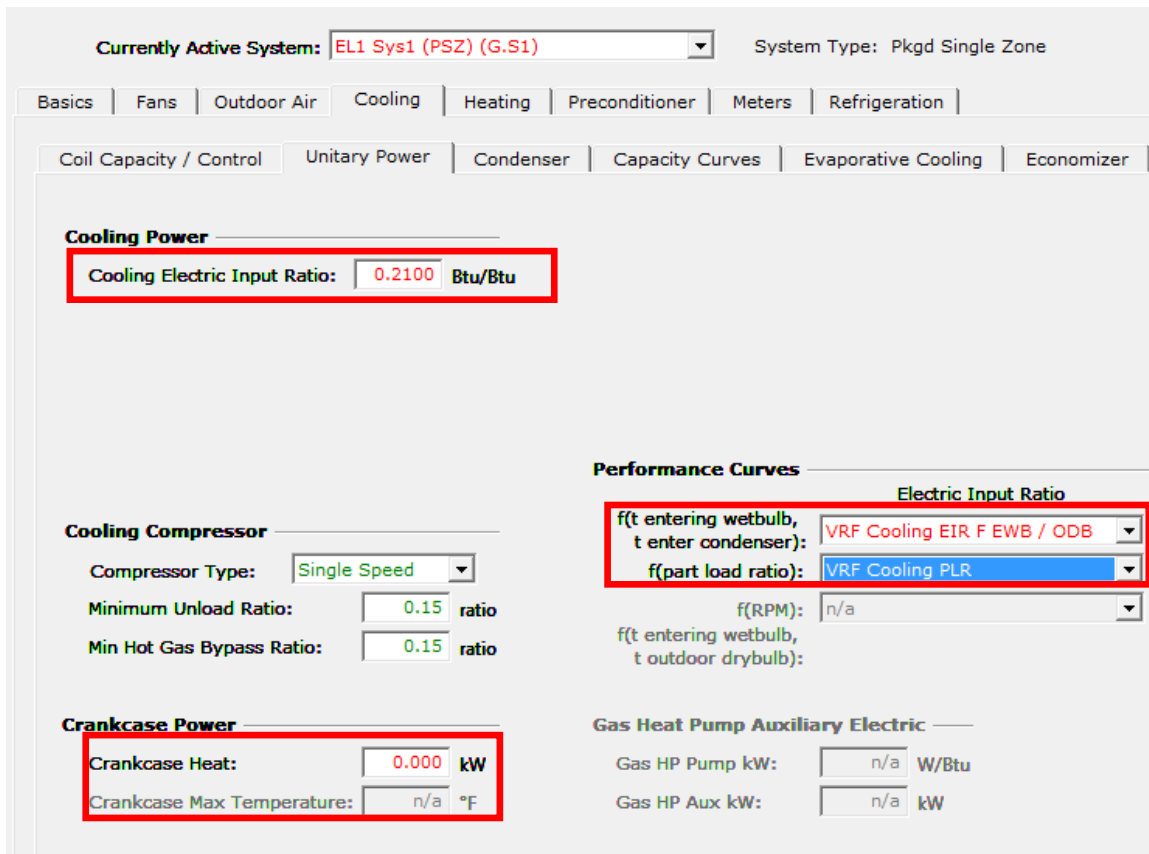 Currently Active System: EL1 Sys1 (PSZ) (G.S1) System Type: Pkgd Single Zone
Basics Fans Outdoor Air Cooling Heating Preconditioner Meters Refrigeration
Coil Capacity / Control Unitary Power Condenser Capacity Curves Evaporative Cooling Economizer
Cooling Power
Cooling Electric Input Ratio: 0.2100 Btu/Btu
Performance Curves
Electric Input Ratio
f(t entering wetbulb,
t enter condenser): VRF Cooling EIR F EWB / ODB
f(part load ratio): VRF Cooling PLR
f(RPM): n/a
f(t entering wetbulb,
t outdoor drybulb):
Cooling Compressor
Compressor Type: Single Speed
Minimum Unload Ratio: 0.15 ratio
Min Hot Gas Bypass Ratio: 0.15 ratio
Crankcase Power
Crankcase Heat: 0.000 kW
Crankcase Max Temperature: n/a °F
Gas Heat Pump Auxiliary Electric
Gas HP Pump kW: n/a W/Btu
Gas HP Aux kW: n/a kW